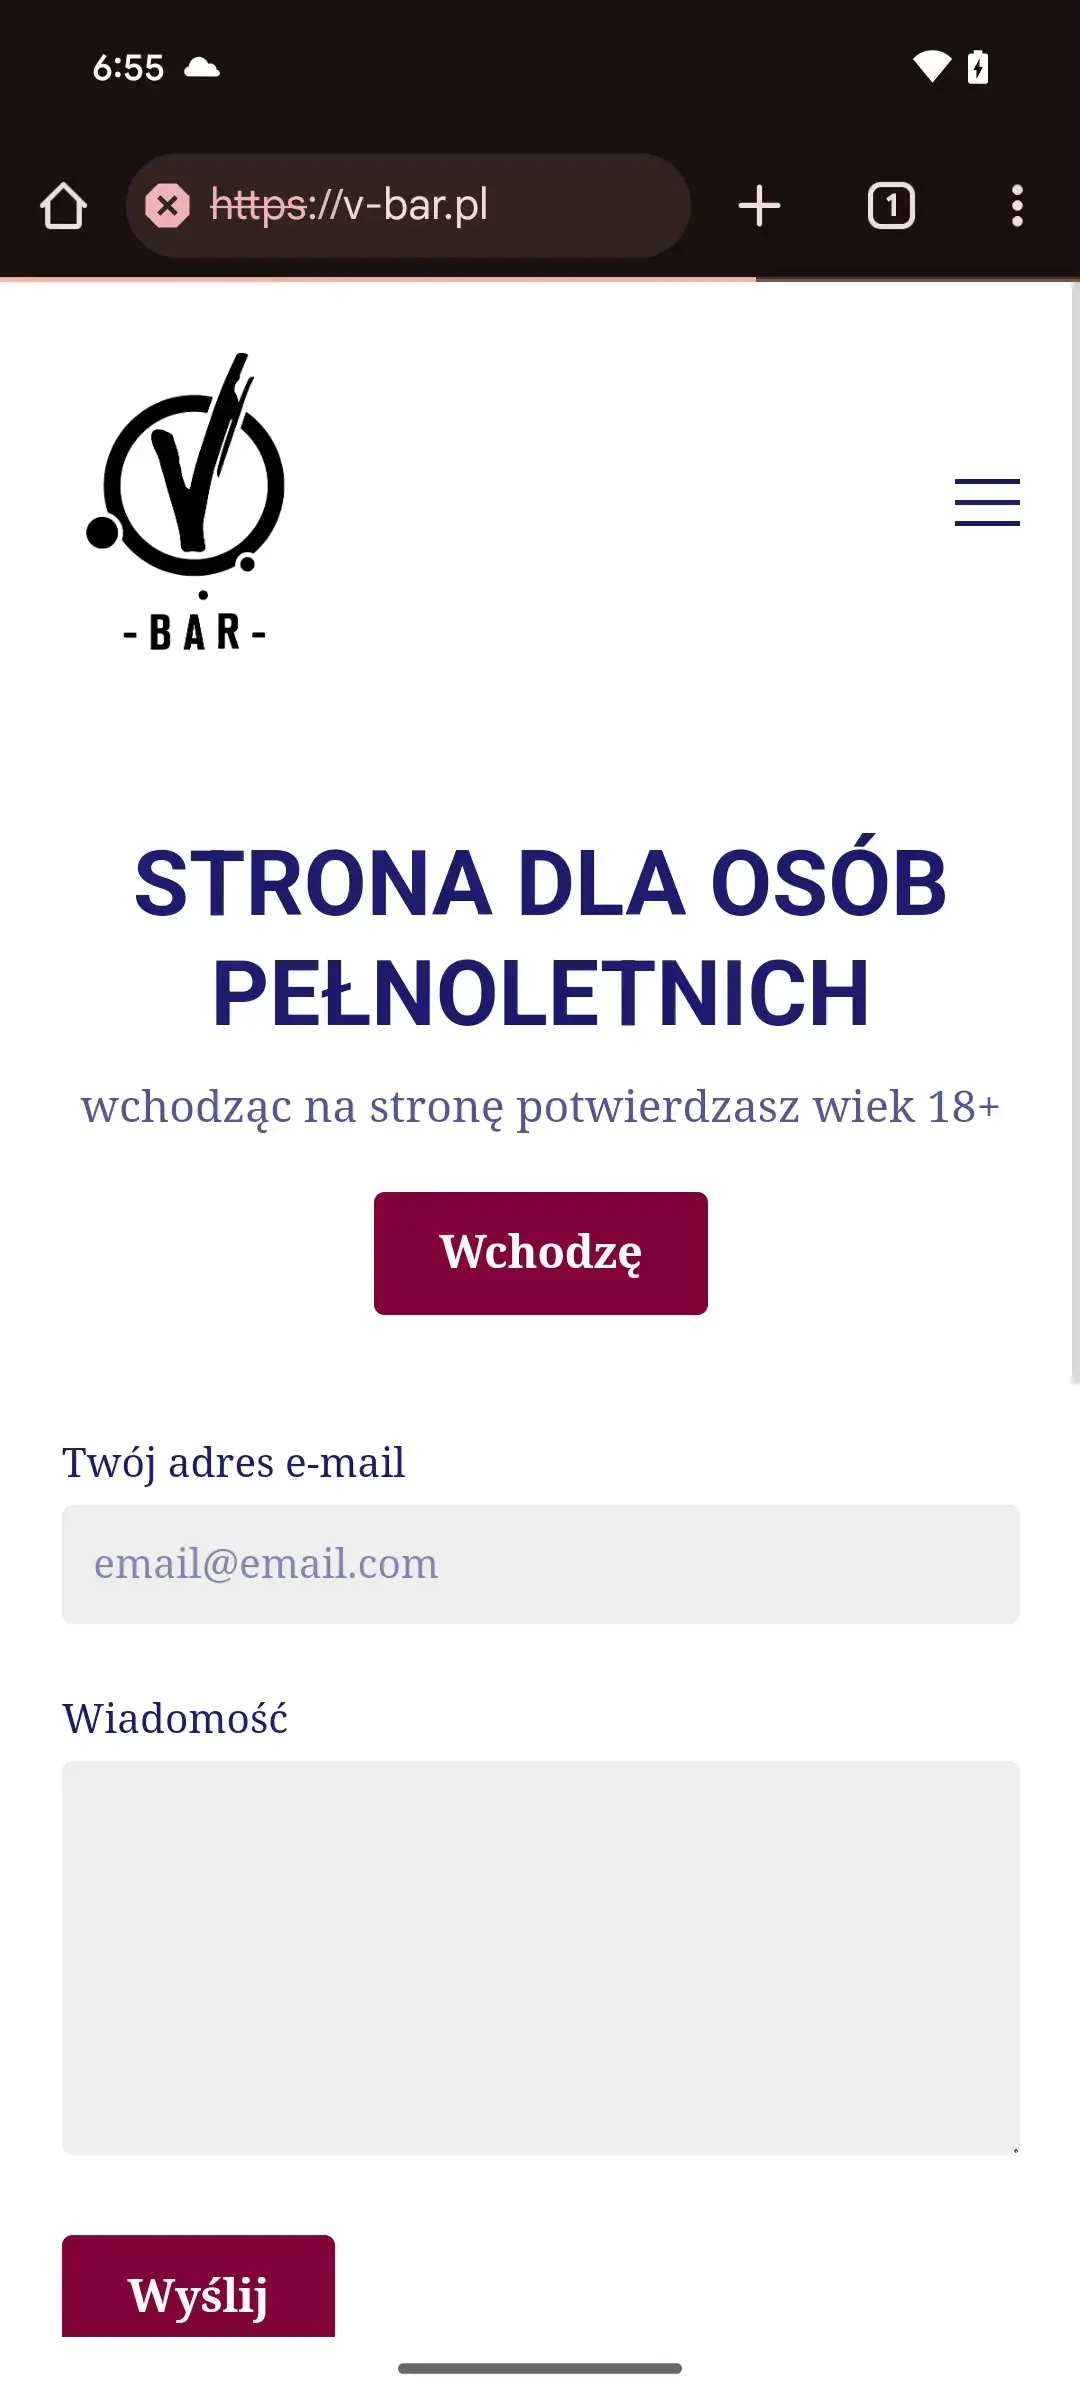 6:55
https://v-bar.pl
1
V
-BAR-
STRONA DLA OSÓB
PEŁNOLETNICH
wchodząc na stronę potwierdzasz wiek 18+
Wchodzę
Twój adres e-mail
email@email.com
Wiadomość
Wyślij